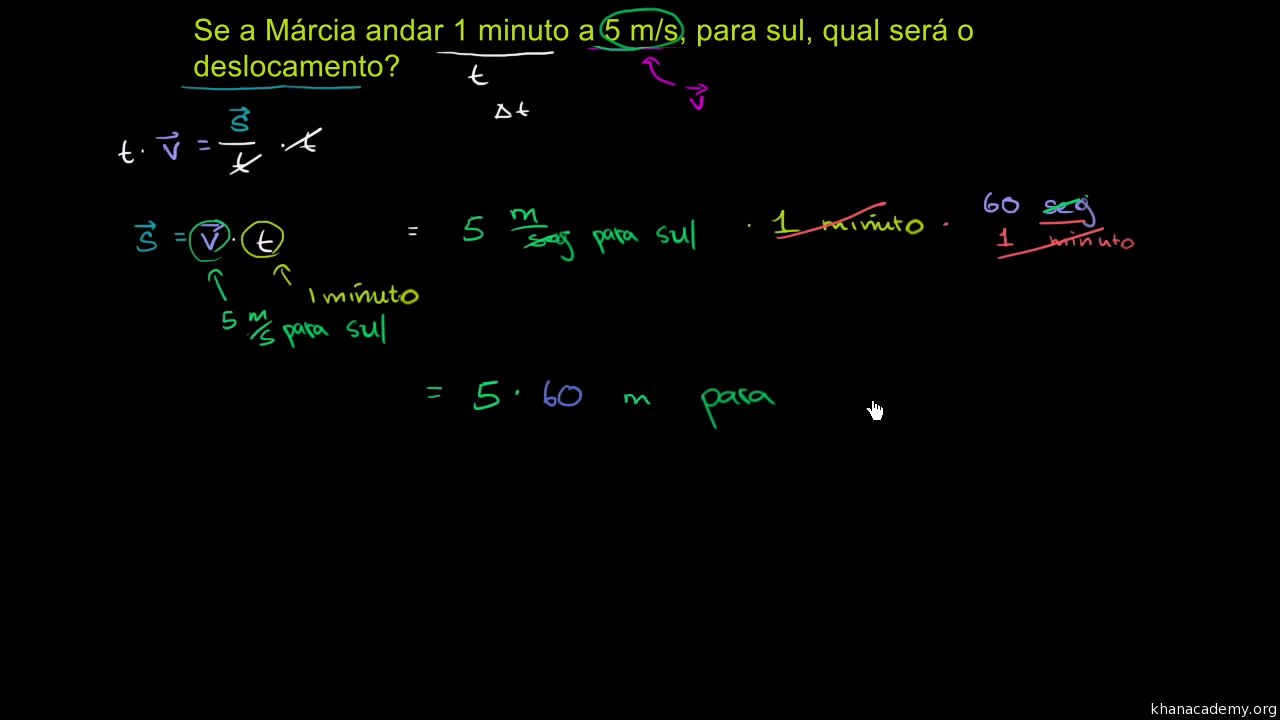 Se a Márcia andar 1 minuto a 5 m/s, para sul, qual será o
deslocamento?
t
v
Δt
t · v = s/t · t
s = v · t = 5 m/seg para sul · 1 minuto · 60 seg/1 minuto
1 minuto
5 m/s para sul
= 5 · 60 m para
khanacademy.org